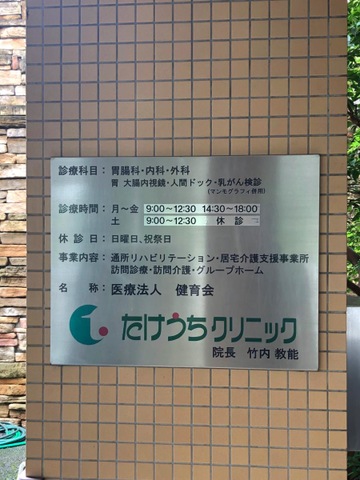 診療科目：胃腸科・内科・外科
胃 大腸内視鏡・人間ドック・乳がん検診
（マンモグラフィ併用）
診療時間：月〜金 9:00〜12:30 14:30〜18:00
土 9:00〜12:30 休診
休診日：日曜日、祝祭日
事業内容：通所リハビリテーション・居宅介護支援事業所
訪問診療・訪問介護・グループホーム
名称：医療法人 健育会
たけうちクリニック
院長 竹内 教能